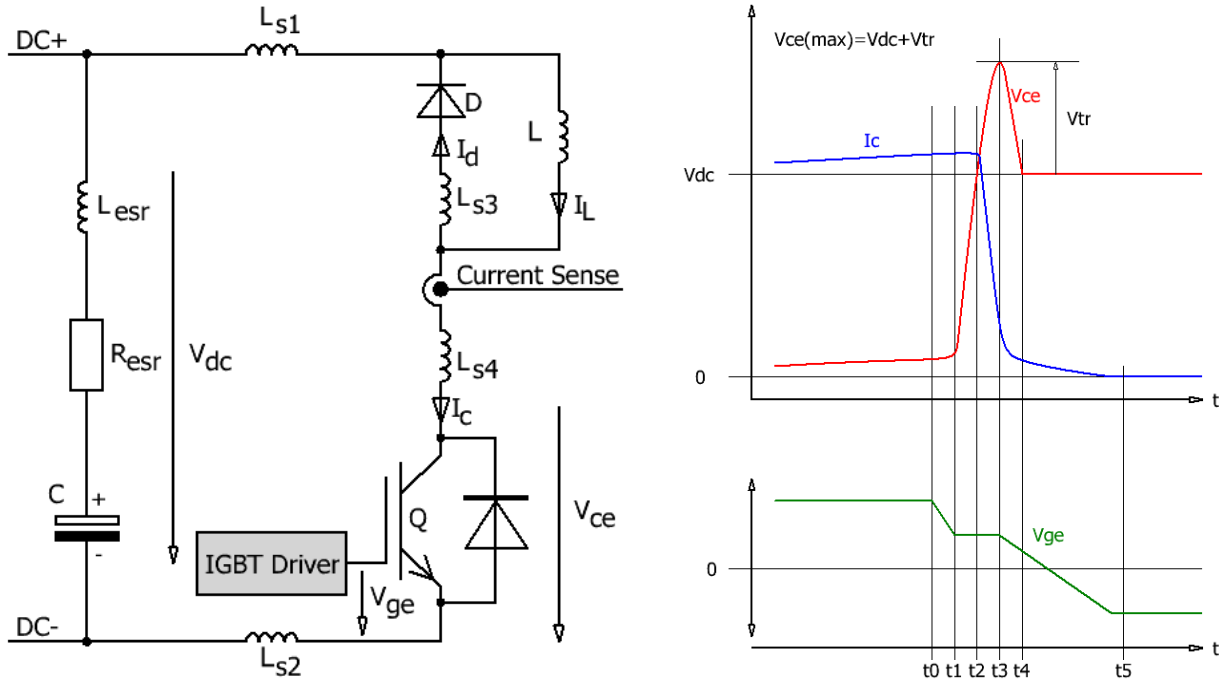 DC+
Ls1
D
L
Id
Ls3
IL
Lesr
Current Sense
Resr
Vdc
Ls4
Ic
C
+
-
Q
Vce
IGBT Driver
Vge
DC-
Ls2
Vce(max)=Vdc+Vtr
Vce
Vtr
Ic
Vdc
0
t
Vge
0
t
t0 t1 t2 t3 t4 t5